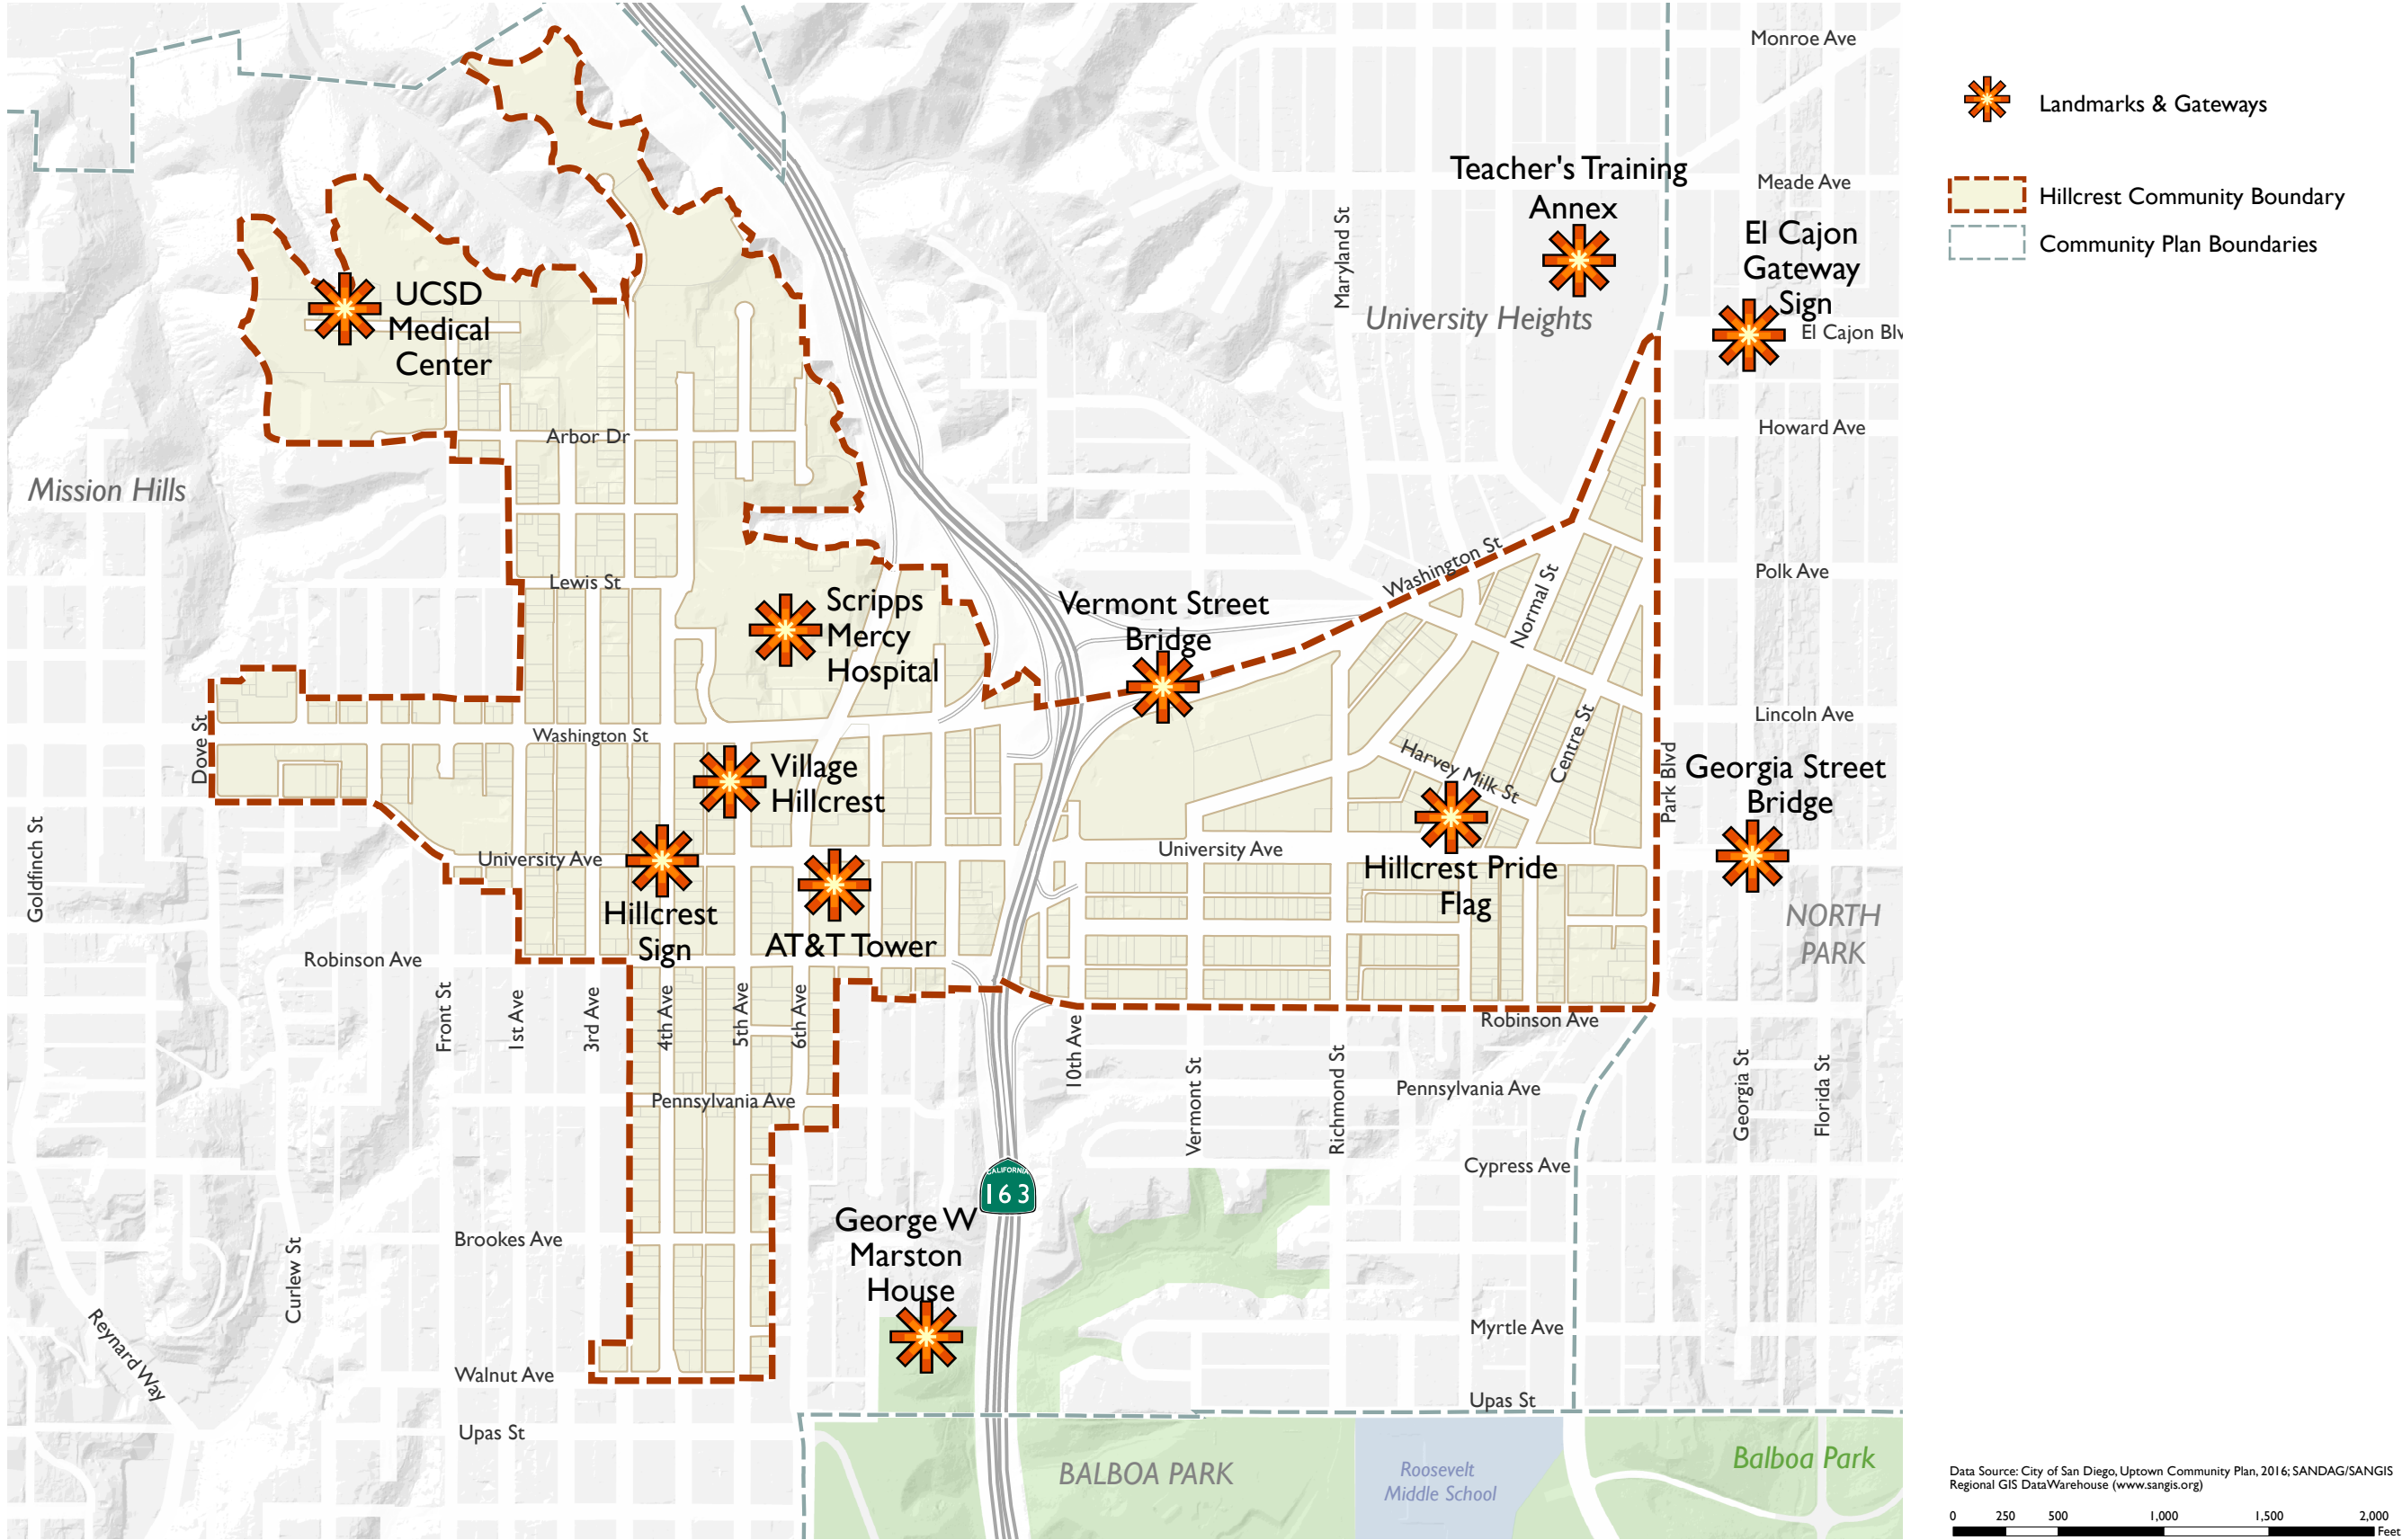 Monroe Ave
Landmarks & Gateways
Teacher's Training
Annex
Meade Ave
Hillcrest Community Boundary
Maryland St
El Cajon
Gateway
Sign
Community Plan Boundaries
UCSD
Medical
Center
University Heights
El Cajon Blv
Arbor Dr
Howard Ave
Mission Hills
Washington St
Lewis St
Normal St
Polk Ave
Scripps
Mercy
Hospital
Vermont Street
Bridge
Dove St
Washington St
Lincoln Ave
Centre St
Harvey Milk St
Park Blvd
Village
Hillcrest
Georgia Street
Bridge
Goldfinch St
University Ave
University Ave
Hillcrest Pride
Flag
Hillcrest
Sign
AT&T Tower
NORTH
PARK
Robinson Ave
Front St
1st Ave
3rd Ave
4th Ave
5th Ave
6th Ave
10th Ave
Robinson Ave
Vermont St
Richmond St
Pennsylvania Ave
Pennsylvania Ave
Georgia St
Florida St
CALIFORNIA
163
Cypress Ave
George W
Marston
House
Brookes Ave
Curlew St
Reynard Way
Myrtle Ave
Walnut Ave
Upas St
Upas St
BALBOA PARK
Roosevelt
Middle School
Balboa Park
Data Source: City of San Diego, Uptown Community Plan, 2016; SANDAG/SANGIS
Regional GIS DataWarehouse (www.sangis.org)
0 250 500 1,000 1,500 2,000
Feet